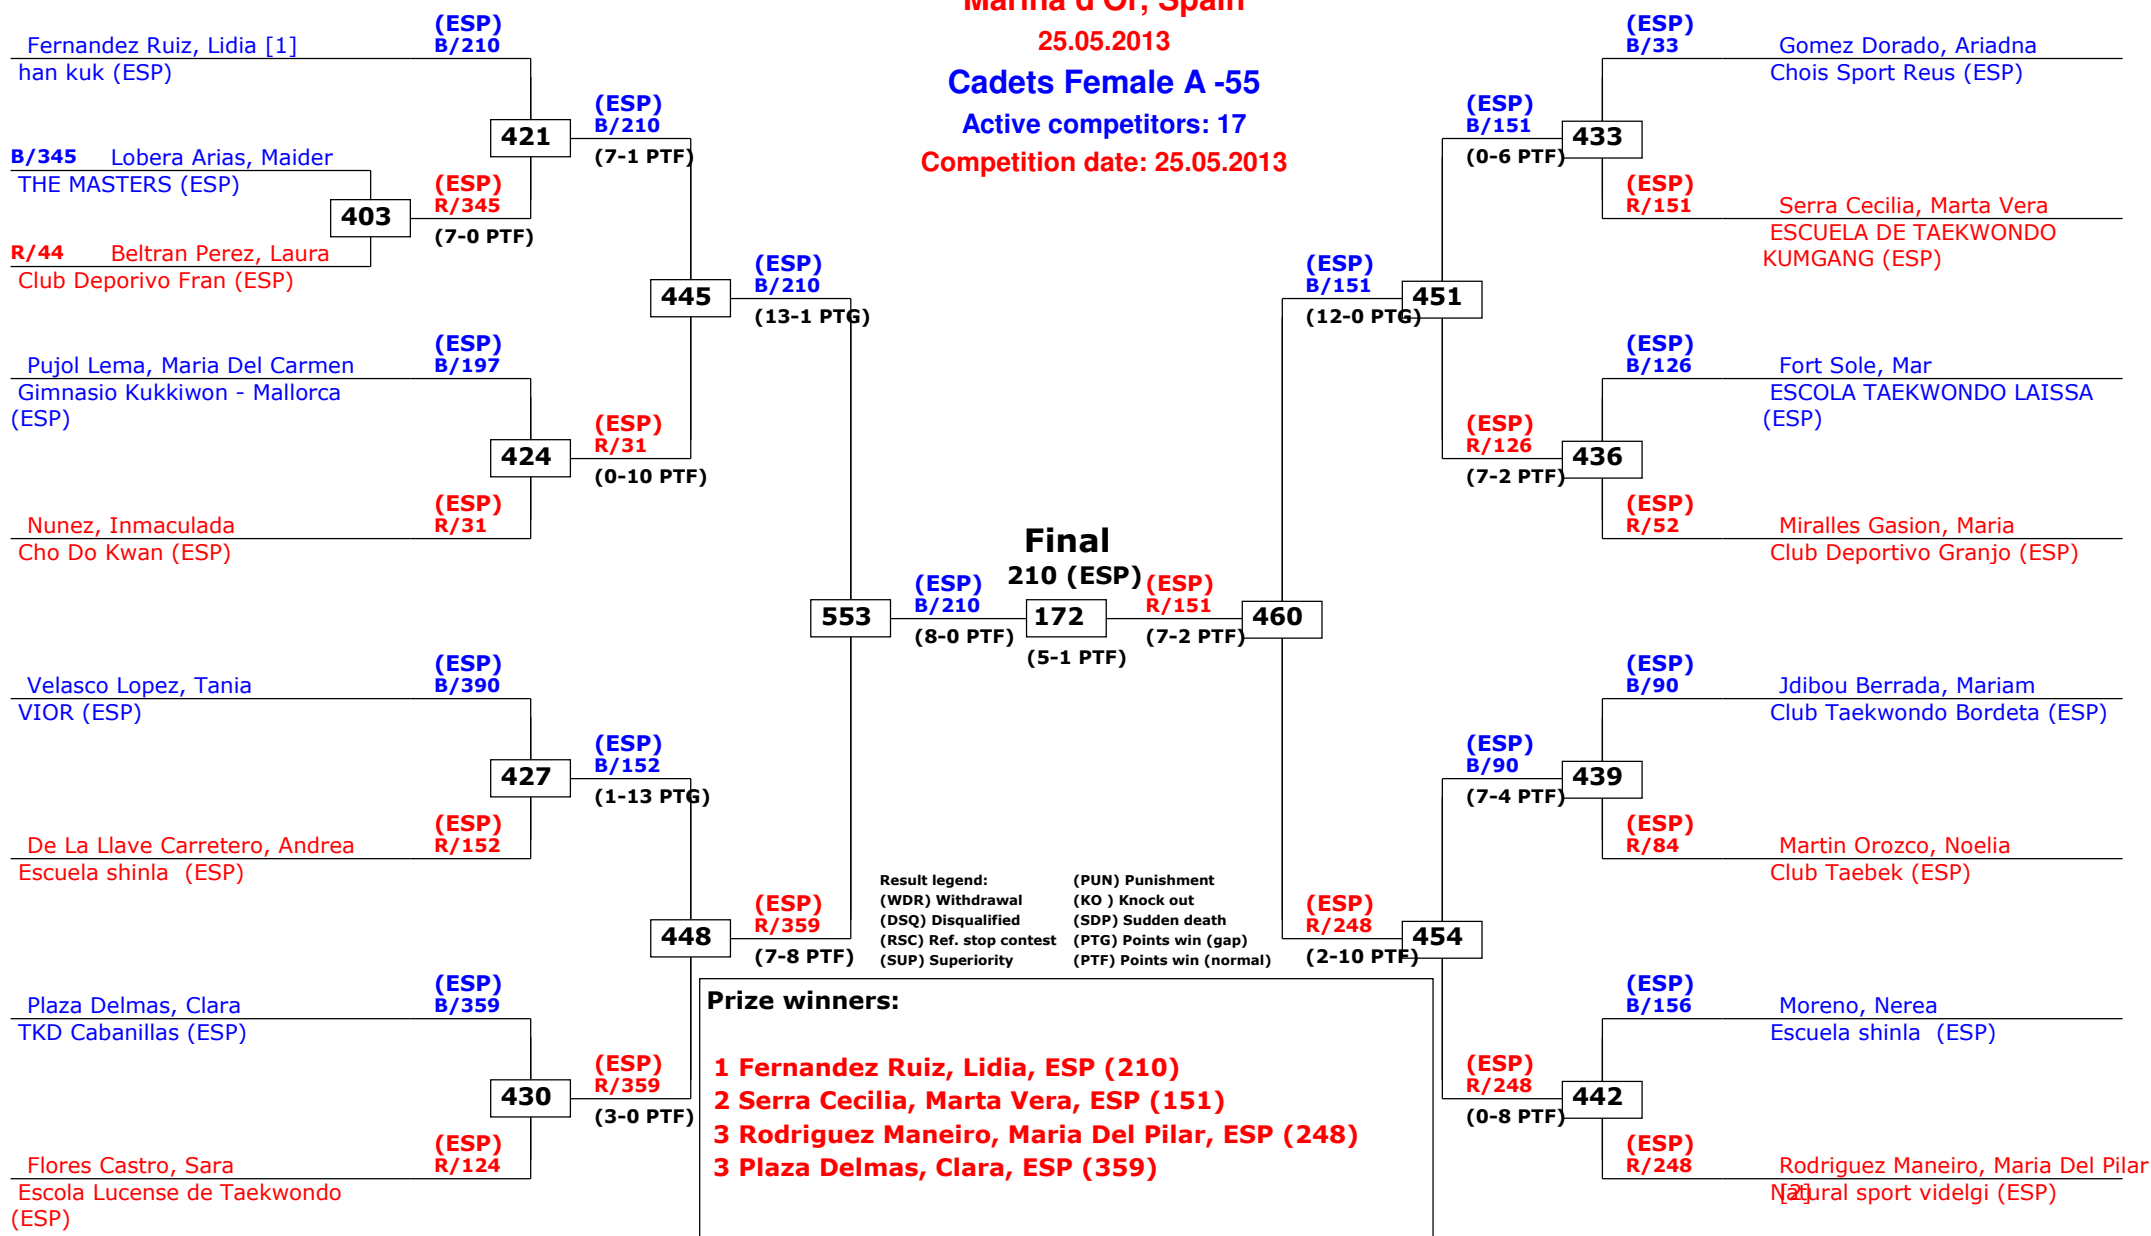 Marina d'Or, Spain
25.05.2013
Cadets Female A -55
Active competitors: 17
Competition date: 25.05.2013
(ESP)
Fernandez Ruiz, Lidia [1] B/210
han kuk (ESP)
B/345 Lobera Arias, Maider
THE MASTERS (ESP)
403
R/44 Beltran Perez, Laura
Club Deporivo Fran (ESP)
(ESP)
R/345
(7-0 PTF)
421
(ESP)
B/210
(7-1 PTF)
(ESP)
Pujol Lema, Maria Del Carmen B/197
Gimnasio Kukkiwon - Mallorca
(ESP)
424
(ESP)
Nunez, Inmaculada R/31
Cho Do Kwan (ESP)
(ESP)
R/31
(0-10 PTF)
445
(ESP)
B/210
(13-1 PTG)
(ESP)
Velasco Lopez, Tania B/390
VIOR (ESP)
427
(ESP)
De La Llave Carretero, Andrea R/152
Escuela shinla (ESP)
(ESP)
B/152
(1-13 PTG)
(ESP)
Plaza Delmas, Clara B/359
TKD Cabanillas (ESP)
430
(ESP)
Flores Castro, Sara R/124
Escola Lucense de Taekwondo
(ESP)
(ESP)
R/359
(3-0 PTF)
448
(ESP)
R/359
(7-8 PTF)
553
(ESP)
B/210
(8-0 PTF)
Final
210 (ESP)
172
(5-1 PTF)
(ESP)
R/151
(7-2 PTF)
460
(ESP)
B/151
(12-0 PTG)
451
(ESP)
B/151
(0-6 PTF)
433
(ESP)
B/33 Gomez Dorado, Ariadna
Chois Sport Reus (ESP)
(ESP)
R/151 Serra Cecilia, Marta Vera
ESCUELA DE TAEKWONDO
KUMGANG (ESP)
(ESP)
R/126
(7-2 PTF)
436
(ESP)
B/126 Fort Sole, Mar
ESCOLA TAEKWONDO LAISSA
(ESP)
(ESP)
R/52 Miralles Gasion, Maria
Club Deportivo Granjo (ESP)
(ESP)
R/248
(2-10 PTF)
454
(ESP)
B/90
(7-4 PTF)
439
(ESP)
B/90 Jdibou Berrada, Mariam
Club Taekwondo Bordeta (ESP)
(ESP)
R/84 Martin Orozco, Noelia
Club Taebek (ESP)
(ESP)
R/248
(0-8 PTF)
442
(ESP)
B/156 Moreno, Nerea
Escuela shinla (ESP)
(ESP)
R/248 Rodriguez Maneiro, Maria Del Pilar
[2]
Natural sport videlgi (ESP)
Result legend: (PUN) Punishment
(WDR) Withdrawal (KO ) Knock out
(DSQ) Disqualified (SDP) Sudden death
(RSC) Ref. stop contest (PTG) Points win (gap)
(SUP) Superiority (PTF) Points win (normal)
Prize winners:
1 Fernandez Ruiz, Lidia, ESP (210)
2 Serra Cecilia, Marta Vera, ESP (151)
3 Rodriguez Maneiro, Maria Del Pilar, ESP (248)
3 Plaza Delmas, Clara, ESP (359)